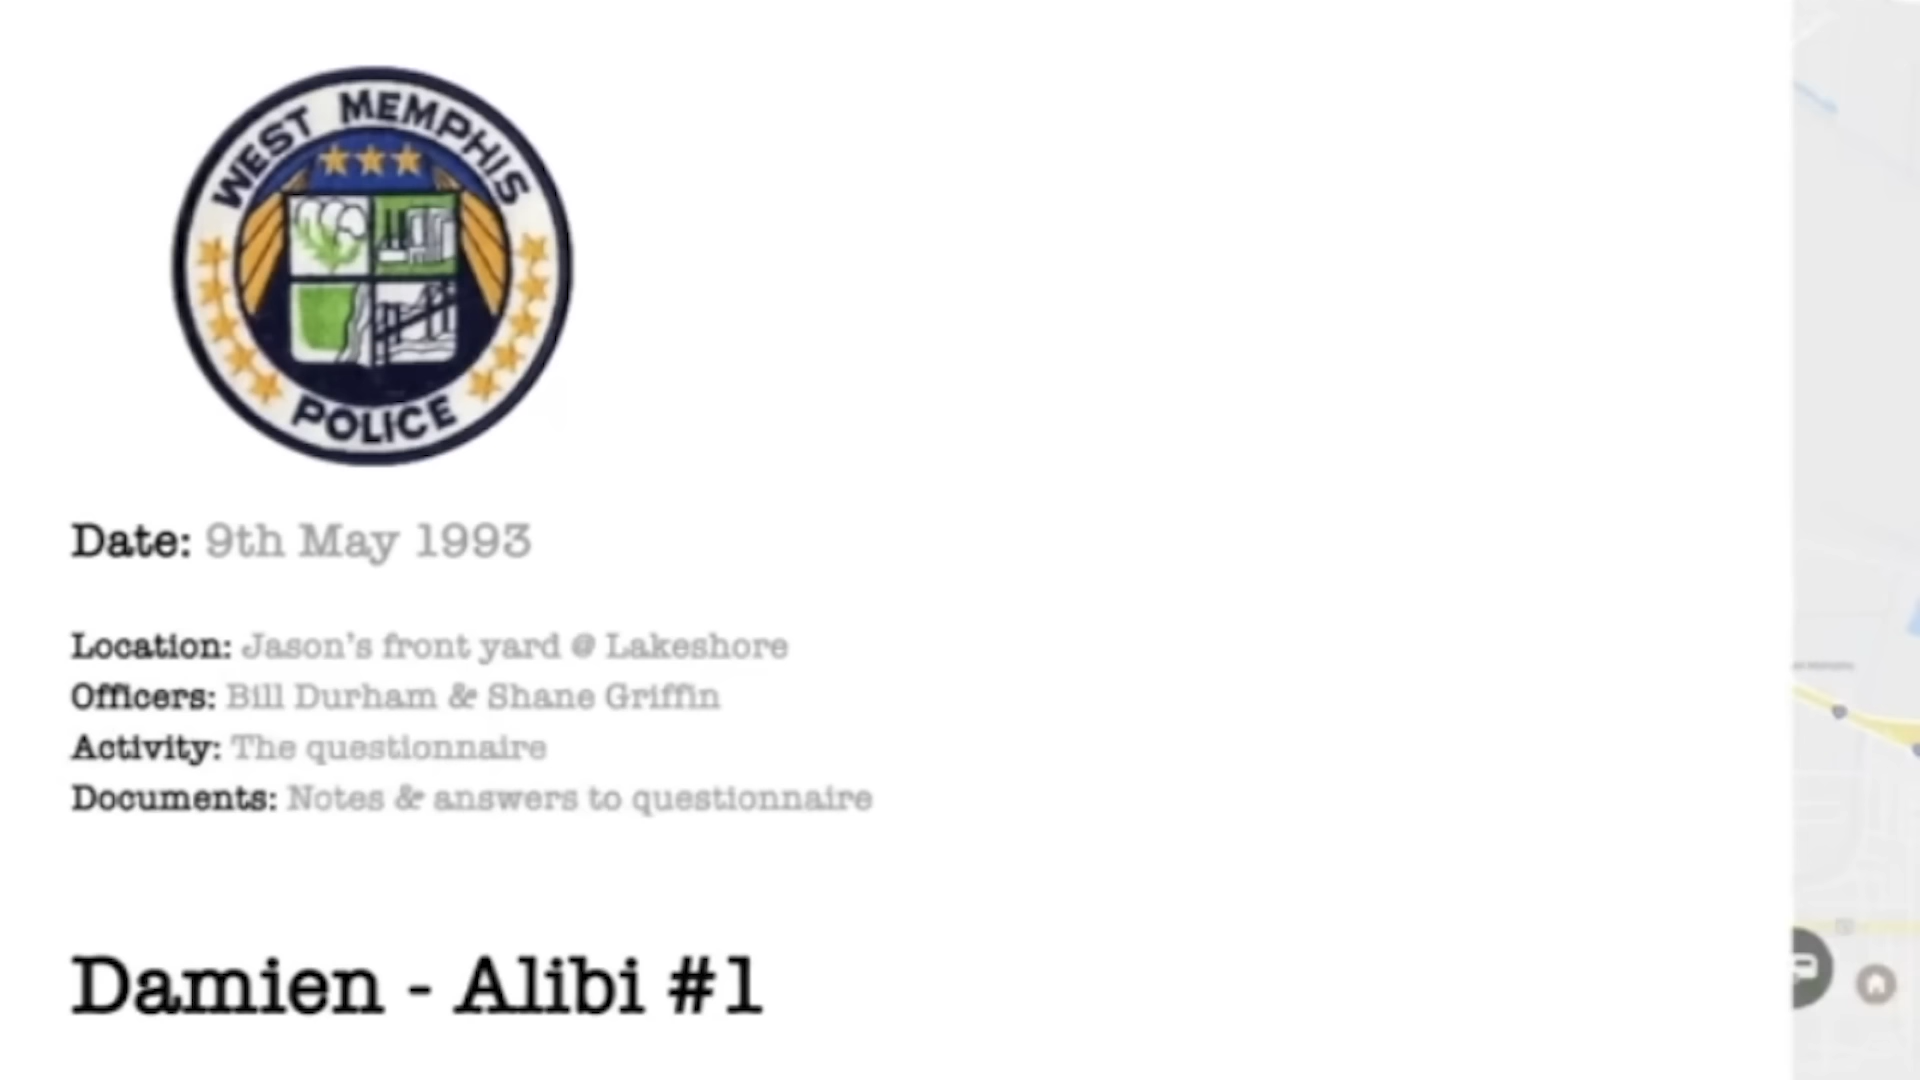 WEST MEMPHIS
POLICE
Date: 9th May 1993
Location: Jason's front yard @ Lakeshore
Officers: Bill Durham & Shane Griffin
Activity: The questionnaire
Documents: Notes & answers to questionnaire
Damien - Alibi #1